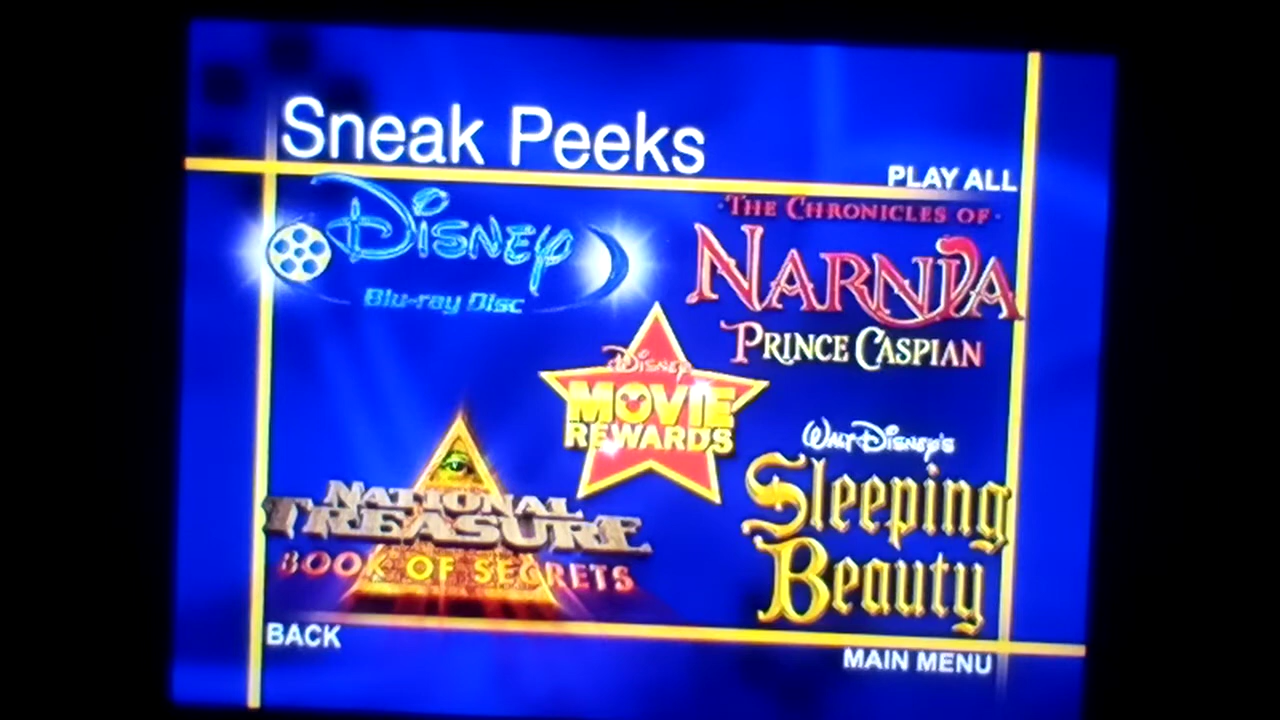 Sneak Peeks
PLAY ALL
Disney
Blu-ray Disc
·THE CHRONICLES OF·
NARNIA
PRINCE CASPIAN
Disney
MOVIE
REWARDS
NATIONAL
TREASURE
BOOK OF SECRETS
WALT DISNEY'S
Sleeping
Beauty
BACK
MAIN MENU